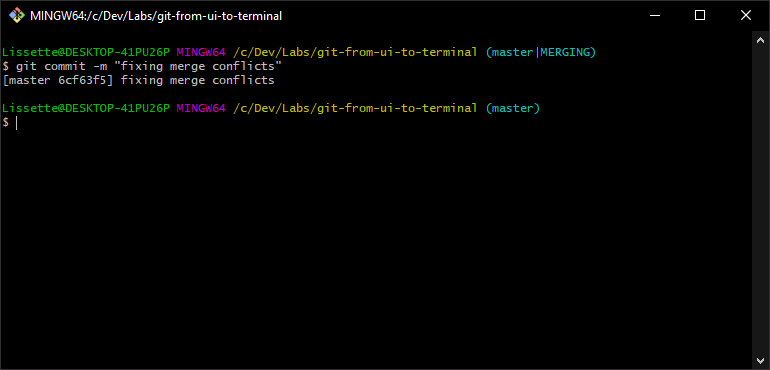 MINGW64:/c/Dev/Labs/git-from-ui-to-terminal
Lissette@DESKTOP-41PU26P MINGW64 /c/Dev/Labs/git-from-ui-to-terminal (master|MERGING)
$ git commit -m "fixing merge conflicts"
[master 6cf63f5] fixing merge conflicts
Lissette@DESKTOP-41PU26P MINGW64 /c/Dev/Labs/git-from-ui-to-terminal (master)
$